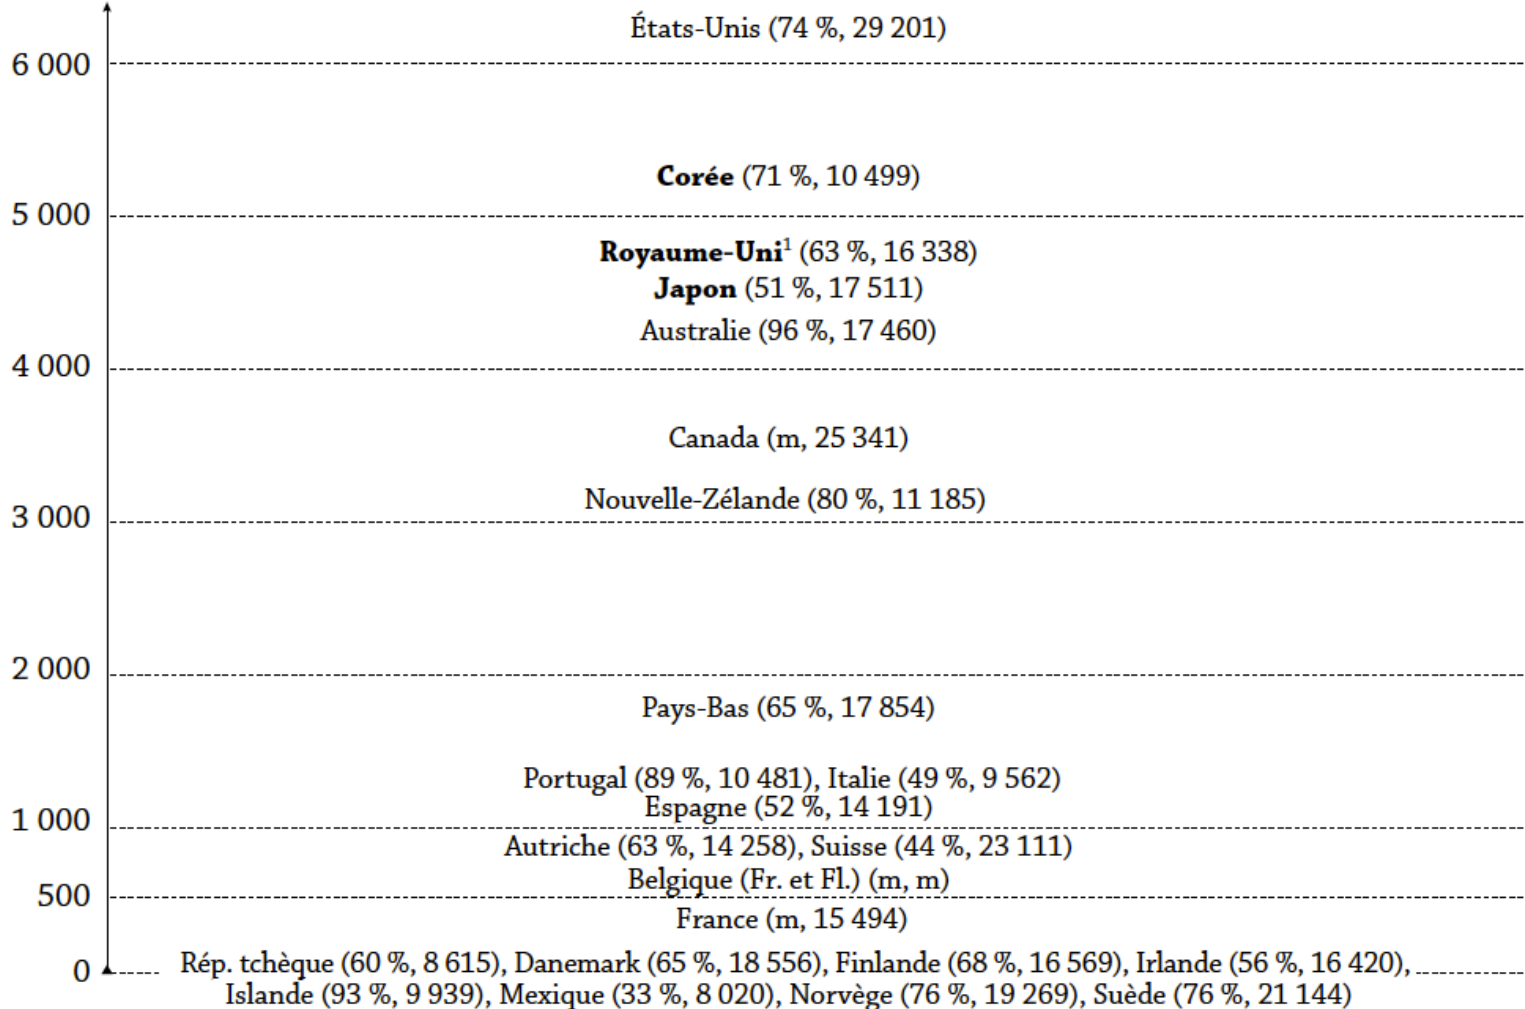 États-Unis (74 %, 29 201)
6 000
Corée (71 %, 10 499)
5 000
Royaume-Uni¹ (63 %, 16 338)
Japon (51 %, 17 511)
Australie (96 %, 17 460)
4 000
Canada (m, 25 341)
Nouvelle-Zélande (80 %, 11 185)
3 000
2 000
Pays-Bas (65 %, 17 854)
Portugal (89 %, 10 481), Italie (49 %, 9 562)
Espagne (52 %, 14 191)
1 000
Autriche (63 %, 14 258), Suisse (44 %, 23 111)
Belgique (Fr. et Fl.) (m, m)
500
France (m, 15 494)
0 Rép. tchèque (60 %, 8 615), Danemark (65 %, 18 556), Finlande (68 %, 16 569), Irlande (56 %, 16 420),
Islande (93 %, 9 939), Mexique (33 %, 8 020), Norvège (76 %, 19 269), Suède (76 %, 21 144)